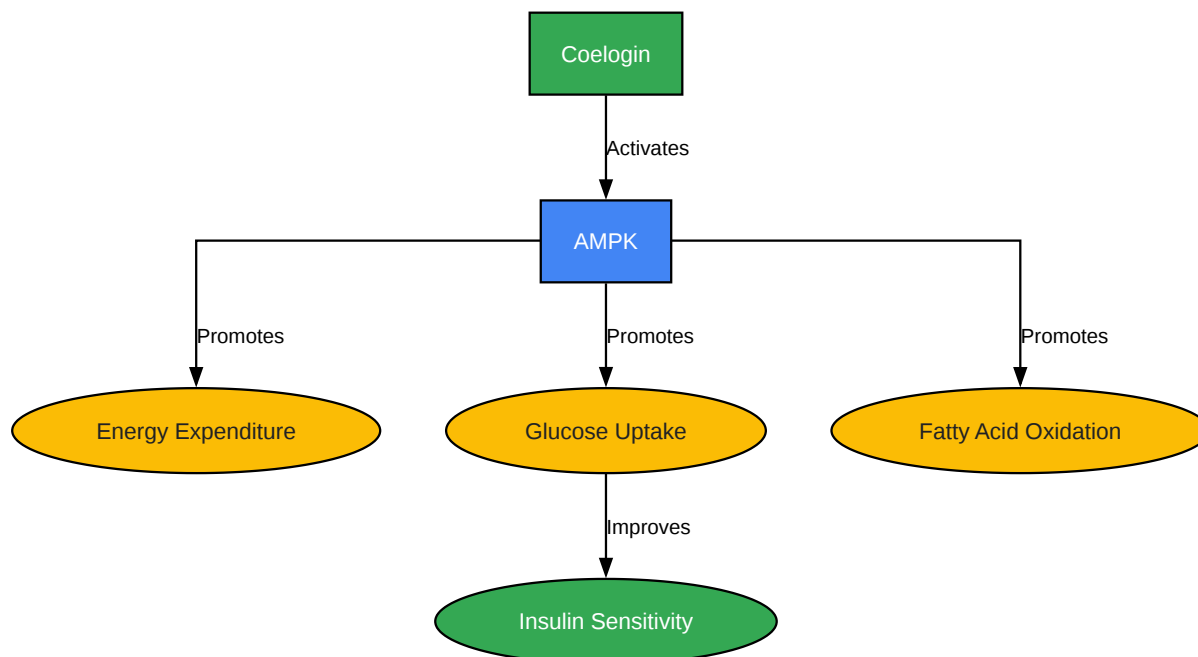 Coelogin
Activates
AMPK
Promotes
Promotes
Promotes
Energy Expenditure
Glucose Uptake
Fatty Acid Oxidation
Improves
Insulin Sensitivity